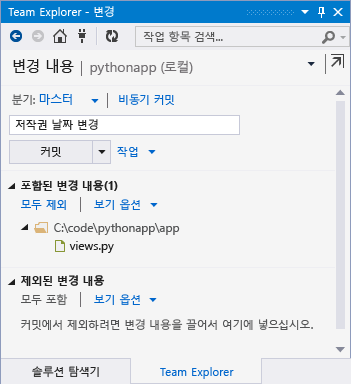 Team Explorer - 변경
작업 항목 검색...
변경 내용 | pythonapp (로컬)
분기: 마스터 | 비동기 커밋
저작권 날짜 변경
커밋 작업
포함된 변경 내용(1)
모두 제외 | 보기 옵션
C:\code\pythonapp\app
views.py
제외된 변경 내용
모두 포함 | 보기 옵션
커밋에서 제외하려면 변경 내용을 끌어서 여기에 넣으십시오.
솔루션 탐색기 Team Explorer